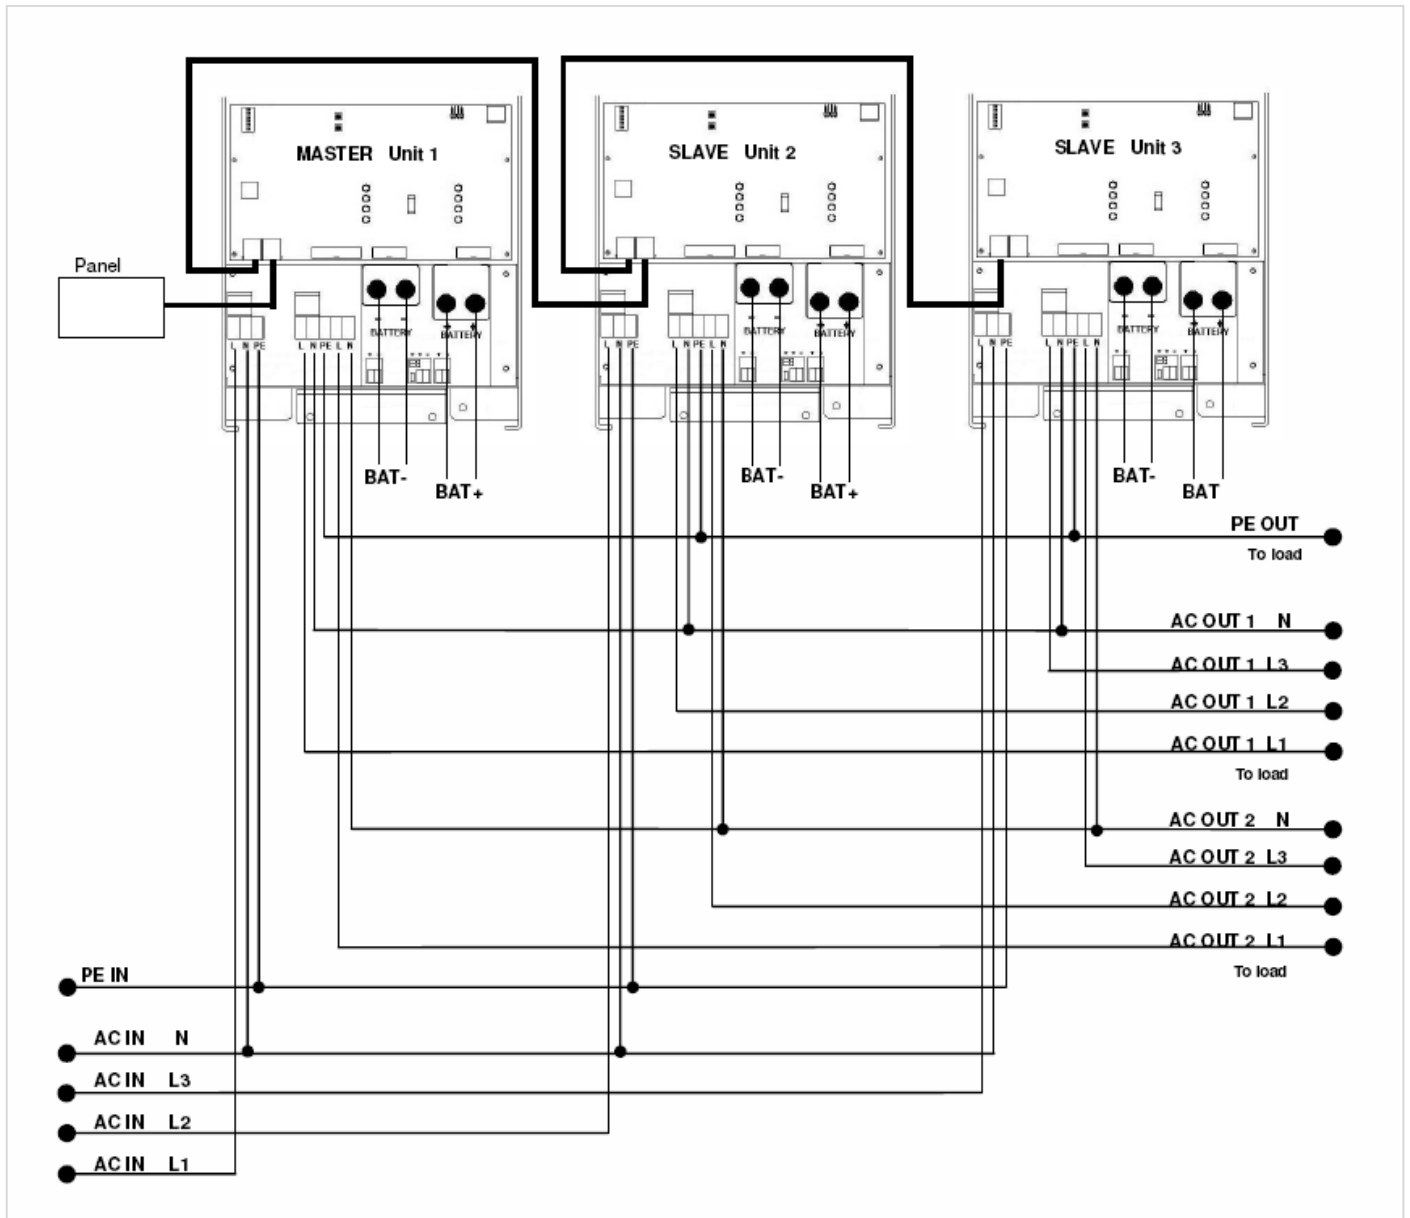 MASTER Unit 1
SLAVE Unit 2
SLAVE Unit 3
Panel
- BATTERY -
- BATTERY +
L N PE
L N PE L N
- BATTERY -
- BATTERY +
L N PE
L N PE L N
- BATTERY -
- BATTERY +
L N PE
L N PE L N
BAT-
BAT+
BAT-
BAT+
BAT-
BAT
PE OUT
To load
AC OUT 1 N
AC OUT 1 L3
AC OUT 1 L2
AC OUT 1 L1
To load
AC OUT 2 N
AC OUT 2 L3
AC OUT 2 L2
AC OUT 2 L1
To load
PE IN
AC IN N
AC IN L3
AC IN L2
AC IN L1